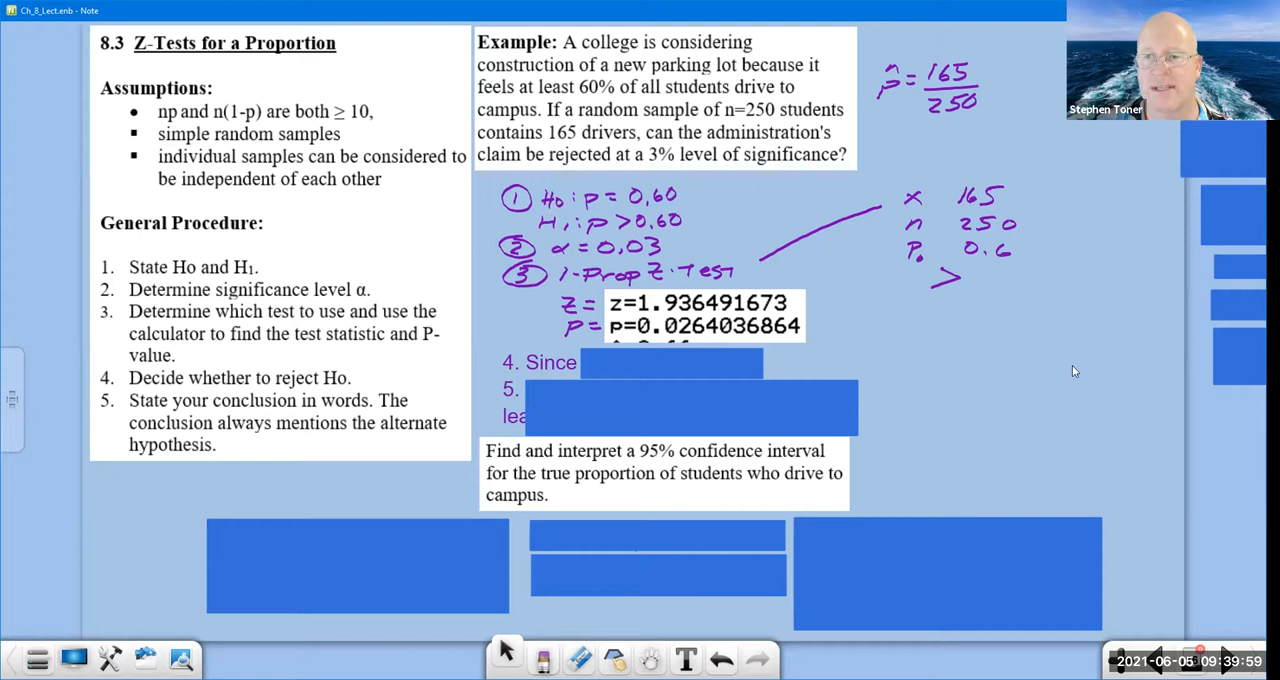 Ch_8_Lect.enb - Note
8.3 Z-Tests for a Proportion
Assumptions:
• np and n(1-p) are both ≥ 10,
▪ simple random samples
▪ individual samples can be considered to
be independent of each other
General Procedure:
1. State Ho and H₁.
2. Determine significance level α.
3. Determine which test to use and use the
calculator to find the test statistic and P-
value.
4. Decide whether to reject Ho.
5. State your conclusion in words. The
conclusion always mentions the alternate
hypothesis.
Example: A college is considering
construction of a new parking lot because it
feels at least 60% of all students drive to
campus. If a random sample of n=250 students
contains 165 drivers, can the administration's
claim be rejected at a 3% level of significance?
p̂ = 165/250
Stephen Toner
① Ho: p = 0.60
H₁: p > 0.60
② α = 0.03
③ 1-Prop Z-Test
x 165
n 250
P₀ 0.6
>
Z = z=1.936491673
P = p=0.0264036864
4. Since
5.
Find and interpret a 95% confidence interval
for the true proportion of students who drive to
campus.
2021-06-05 09:39:59